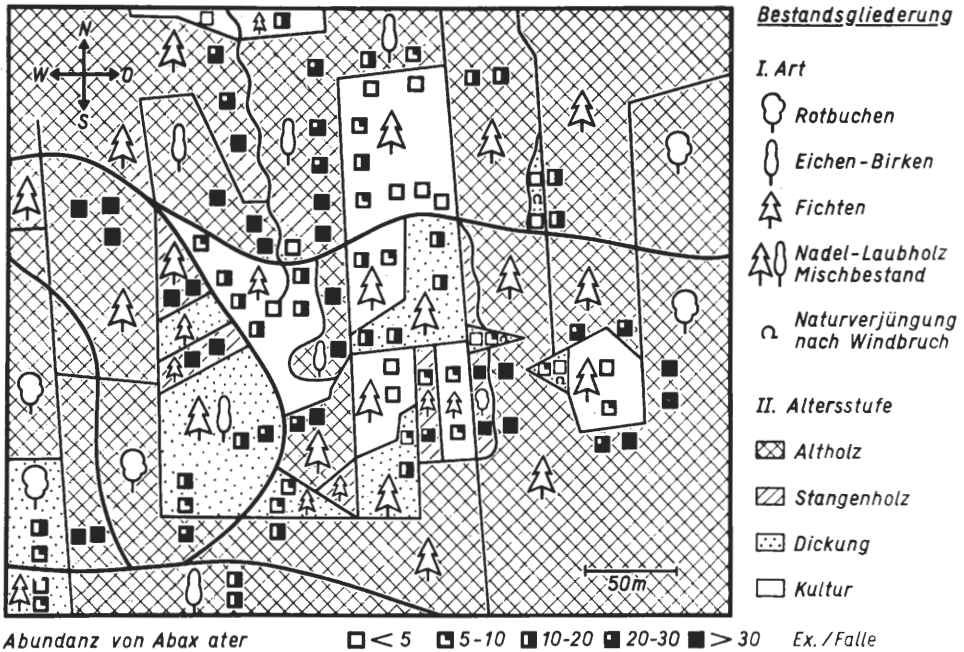 N
W O
S
50m
Bestandsgliederung
I. Art
Rotbuchen
Eichen-Birken
Fichten
Nadel-Laubholz
Mischbestand
Naturverjüngung
nach Windbruch
II. Altersstufe
Altholz
Stangenholz
Dickung
Kultur
Abundanz von Abax ater < 5 5-10 10-20 20-30 > 30 Ex./Falle